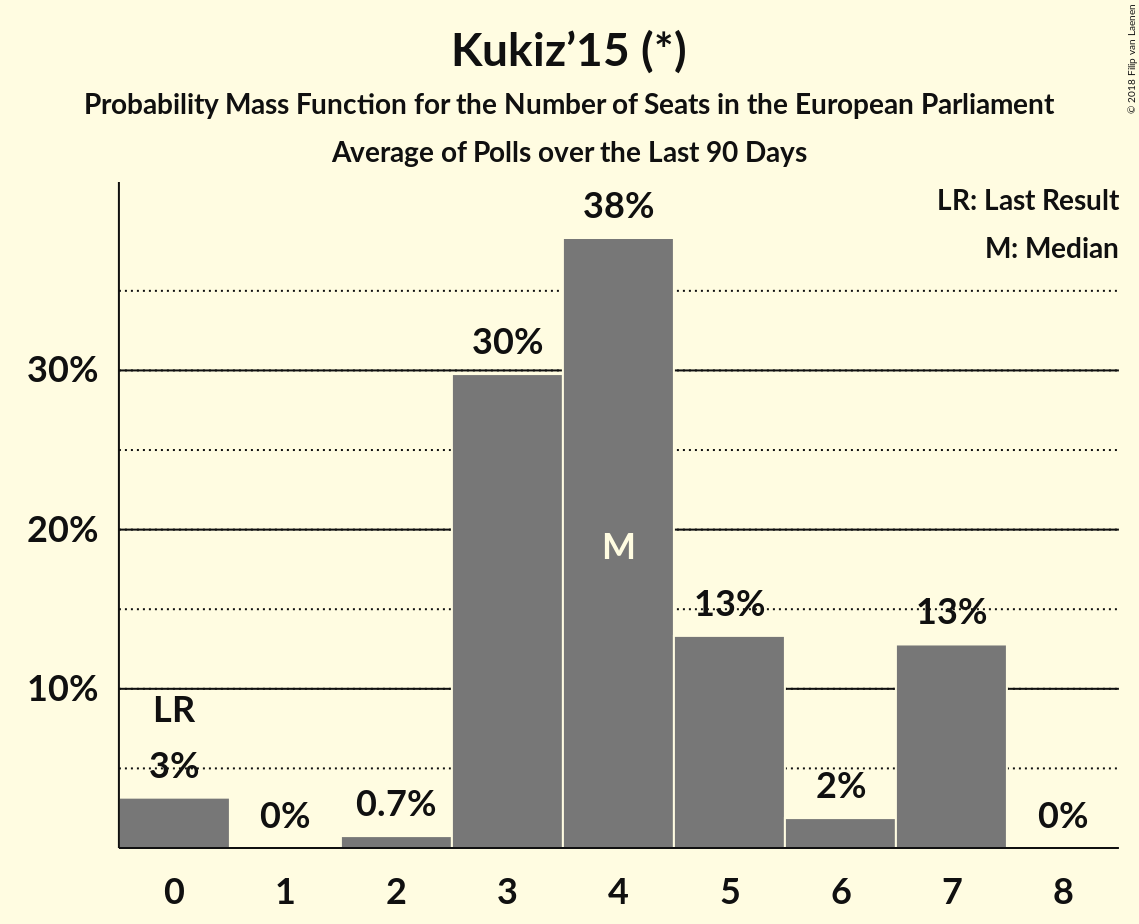 Kukiz’15 (*)
Probability Mass Function for the Number of Seats in the European Parliament
Average of Polls over the Last 90 Days
© 2018 Filip van Laenen
LR: Last Result
M: Median
38%
30%
30%
20%
M
13%
13%
10%
LR
3%
0%
0.7%
2%
0%
0 1 2 3 4 5 6 7 8